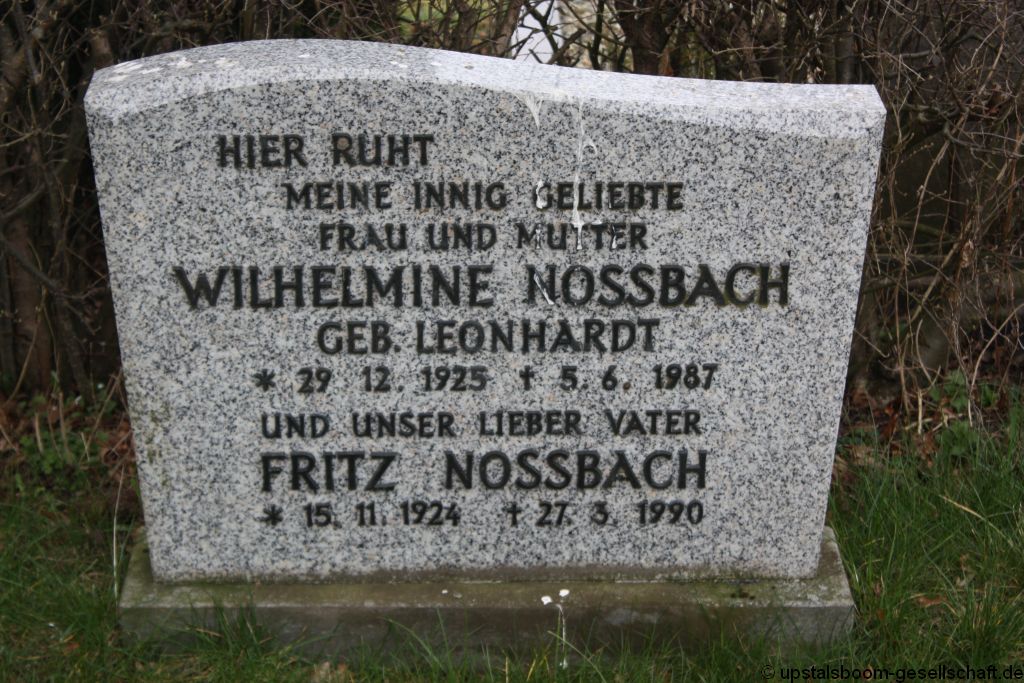 HIER RUHT
MEINE INNIG GELIEBTE
FRAU UND MUTTER
WILHELMINE NOSSBACH
GEB. LEONHARDT
* 29. 12. 1925 † 5. 6. 1987
UND UNSER LIEBER VATER
FRITZ NOSSBACH
* 15. 11. 1924 † 27. 3. 1990
© upstalsboom-gesellschaft.de